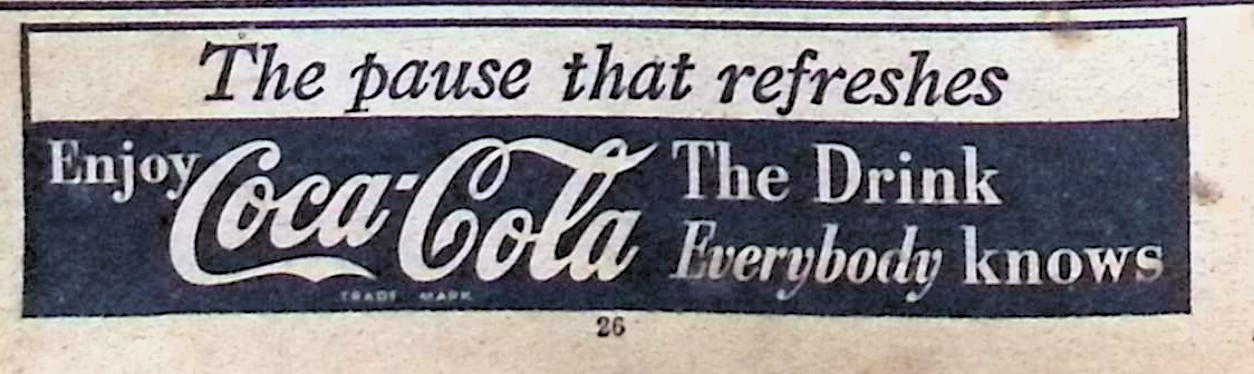 The pause that refreshes
Enjoy Coca-Cola The Drink
Everybody knows
TRADE MARK
26